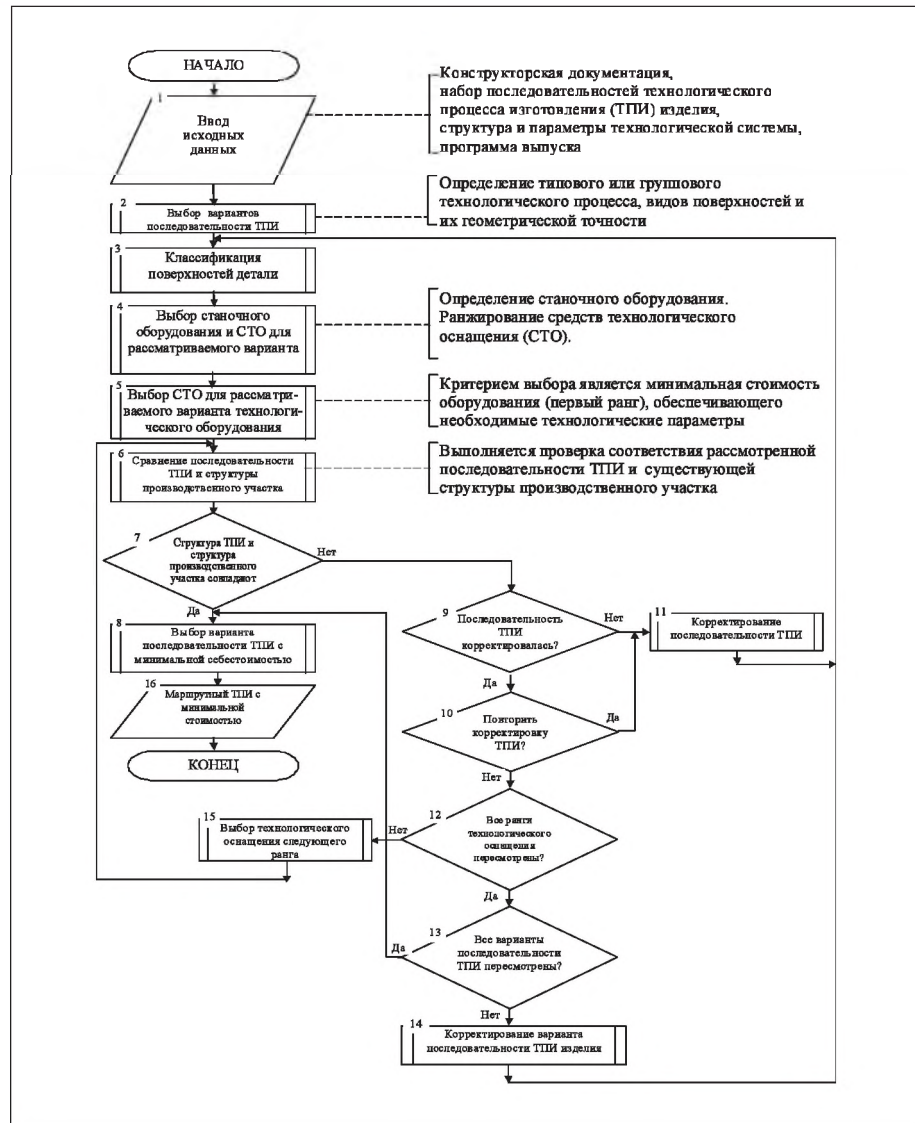 НАЧАЛО
1
Ввод
исходных
данных
Конструкторская документация,
набор последовательностей технологического
процесса изготовления (ТПИ) изделия,
структура и параметры технологической системы,
программа выпуска
2
Выбор вариантов
последовательности ТПИ
Определение типового или группового
технологического процесса, видов поверхностей и
их геометрической точности
3
Классификация
поверхностей детали
4
Выбор станочного
оборудования и СТО для
рассматриваемого варианта
Определение станочного оборудования.
Ранжирование средств технологического
оснащения (СТО).
5
Выбор СТО для рассматри-
ваемого варианта технологи-
ческого оборудования
Критерием выбора является минимальная стоимость
оборудования (первый ранг), обеспечивающего
необходимые технологические параметры
6
Сравнение последовательности
ТПИ и структуры
производственного участка
Выполняется проверка соответствия рассмотренной
последовательности ТПИ и существующей
структуры производственного участка
7
Структура ТПИ и
структура
производственного
участка совпадают
Нет
Да
8
Выбор варианта
последовательности ТПИ с
минимальной себестоимостью
16
Маршрутный ТПИ с
минимальной
стоимостью
КОНЕЦ
9
Последовательность
ТПИ
корректировалась?
Нет
Да
11
Корректирование
последовательности ТПИ
10
Повторить
корректировку
ТПИ?
Да
Нет
12
Все ранги
технологического
оснащения
пересмотрены?
Нет
Да
15
Выбор технологического
оснащения следующего
ранга
13
Все варианты
последовательности
ТПИ пересмотрены?
Да
Нет
14
Корректирование варианта
последовательности ТПИ изделия